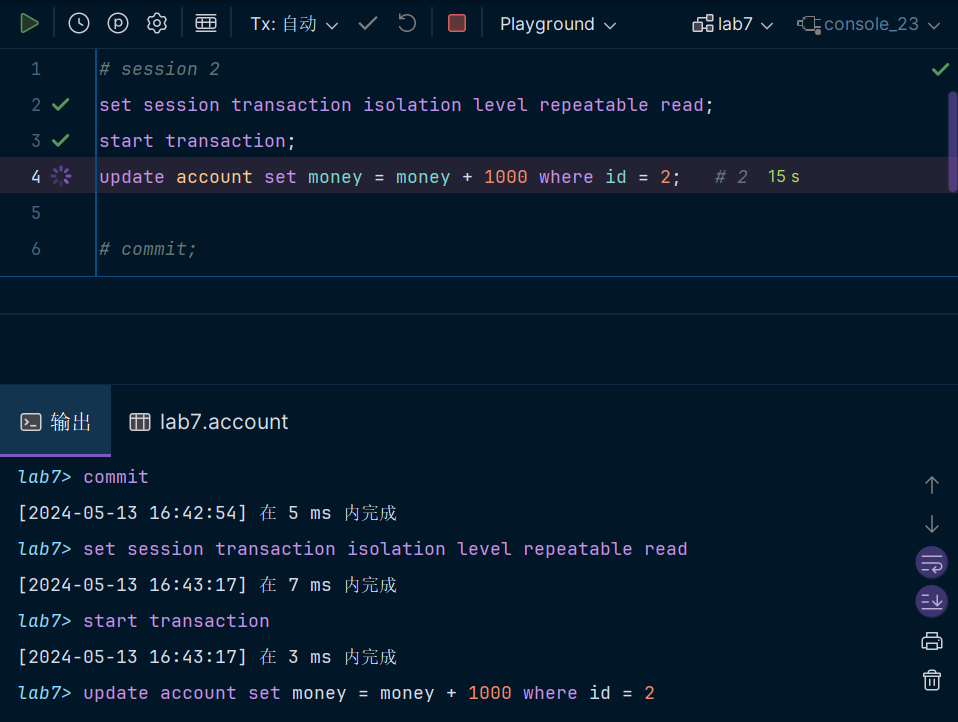 Tx: 自动 Playground lab7 console_23
1 # session 2
2 set session transaction isolation level repeatable read;
3 start transaction;
4 update account set money = money + 1000 where id = 2; # 2 15 s
5
6 # commit;
输出 lab7.account
lab7> commit
[2024-05-13 16:42:54] 在 5 ms 内完成
lab7> set session transaction isolation level repeatable read
[2024-05-13 16:43:17] 在 7 ms 内完成
lab7> start transaction
[2024-05-13 16:43:17] 在 3 ms 内完成
lab7> update account set money = money + 1000 where id = 2